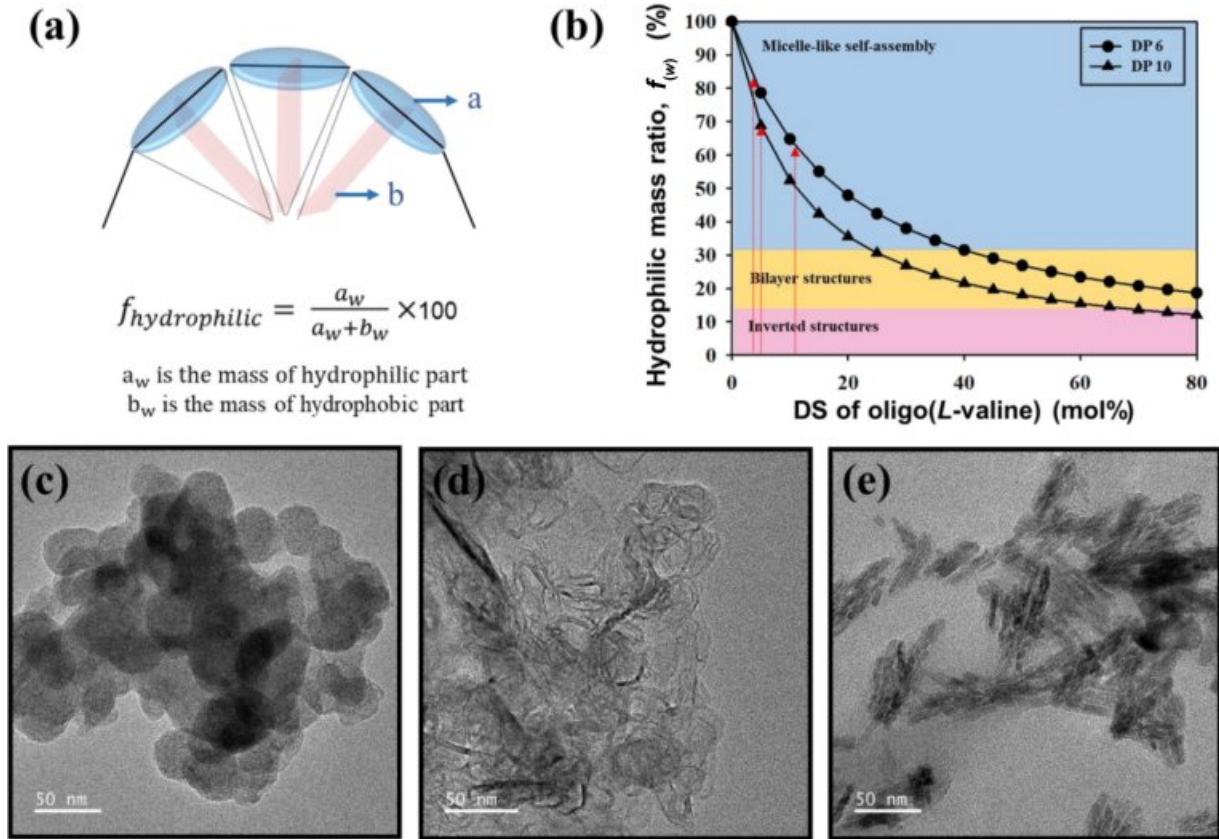 (a)
a
b
f_hydrophilic = a_w / (a_w+b_w) ×100
a_w is the mass of hydrophilic part
b_w is the mass of hydrophobic part
(b)
Hydrophilic mass ratio, f_(w) (%)
100
90
80
70
60
50
40
30
20
10
0
Micelle-like self-assembly
DP 6
DP 10
Bilayer structures
Inverted structures
0 20 40 60 80
DS of oligo(L-valine) (mol%)
(c)
50 nm
(d)
50 nm
(e)
50 nm